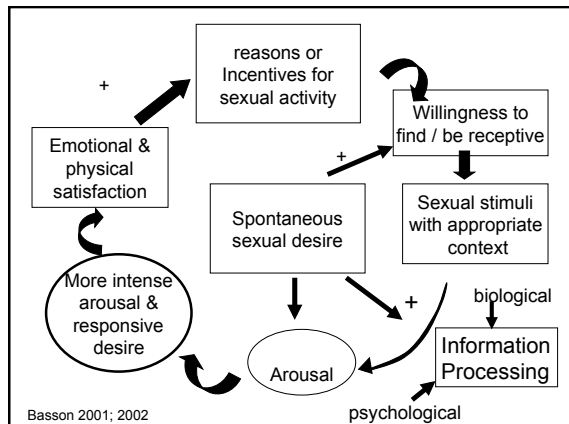 reasons or
Incentives for
sexual activity
+
Willingness to
find / be receptive
+
Emotional &
physical
satisfaction
Spontaneous
sexual desire
Sexual stimuli
with appropriate
context
More intense
arousal &
responsive
desire
+
biological
Arousal
Information
Processing
psychological
Basson 2001; 2002